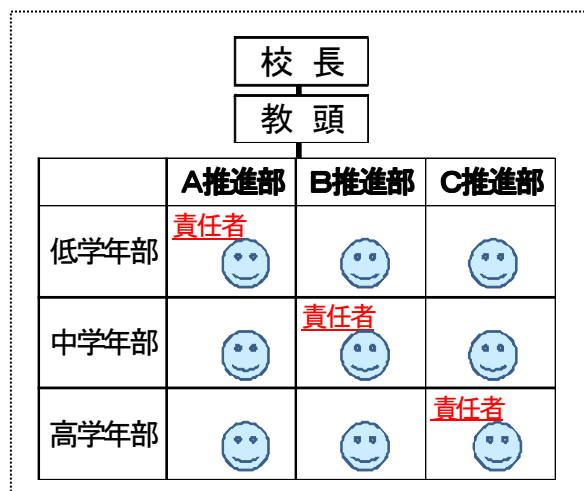 校長
教頭
A推進部 B推進部 C推進部
責任者
低学年部
責任者
中学年部
責任者
高学年部